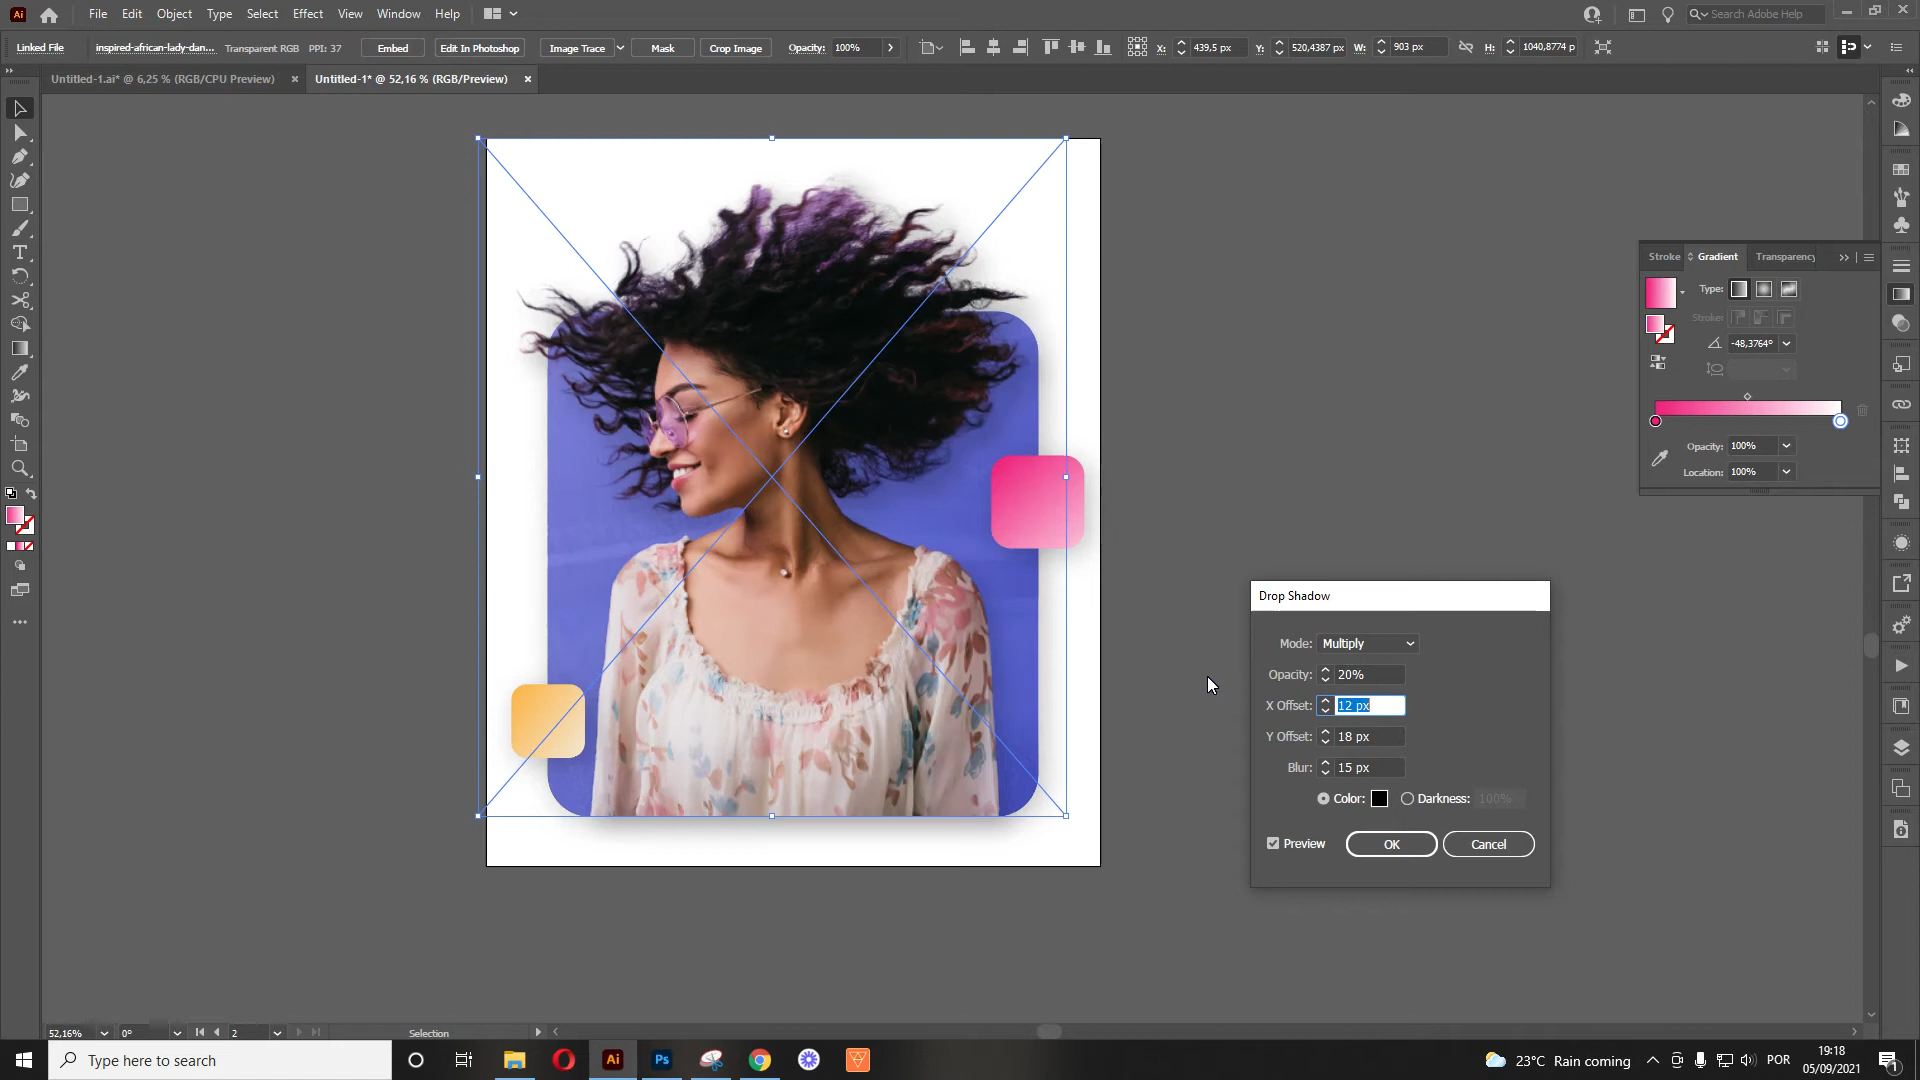 Ai File Edit Object Type Select Effect View Window Help Search Adobe Help
Linked File inspired-african-lady-dan... Transparent RGB PPI: 37 Embed Edit In Photoshop Image Trace Mask Crop Image Opacity: 100% X: 439,5 px Y: 520,4387 px W: 903 px H: 1040,8774 p
Untitled-1.ai* @ 6,25 % (RGB/CPU Preview) × Untitled-1* @ 52,16 % (RGB/Preview) ×
Stroke Gradient Transparency
Type:
Stroke:
-48,3764°
Opacity: 100%
Location: 100%
Drop Shadow
Mode: Multiply
Opacity: 20%
X Offset: 12 px
Y Offset: 18 px
Blur: 15 px
Color: Darkness: 100%
Preview OK Cancel
52,16% 0° 2 Selection
Type here to search Ai Ps 23°C Rain coming POR 19:18
05/09/2021 1